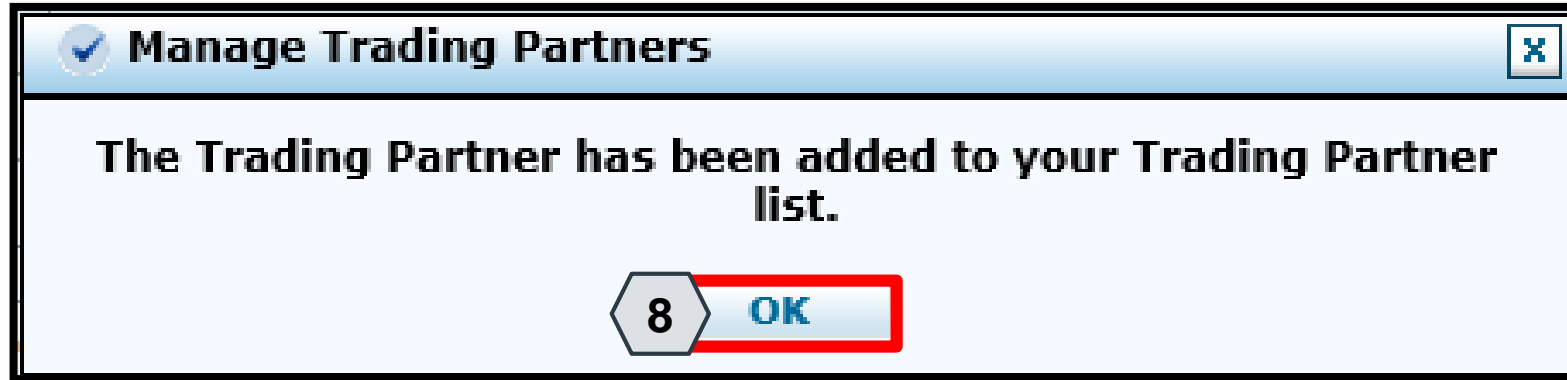 Manage Trading Partners
X
The Trading Partner has been added to your Trading Partner
list.
8
OK